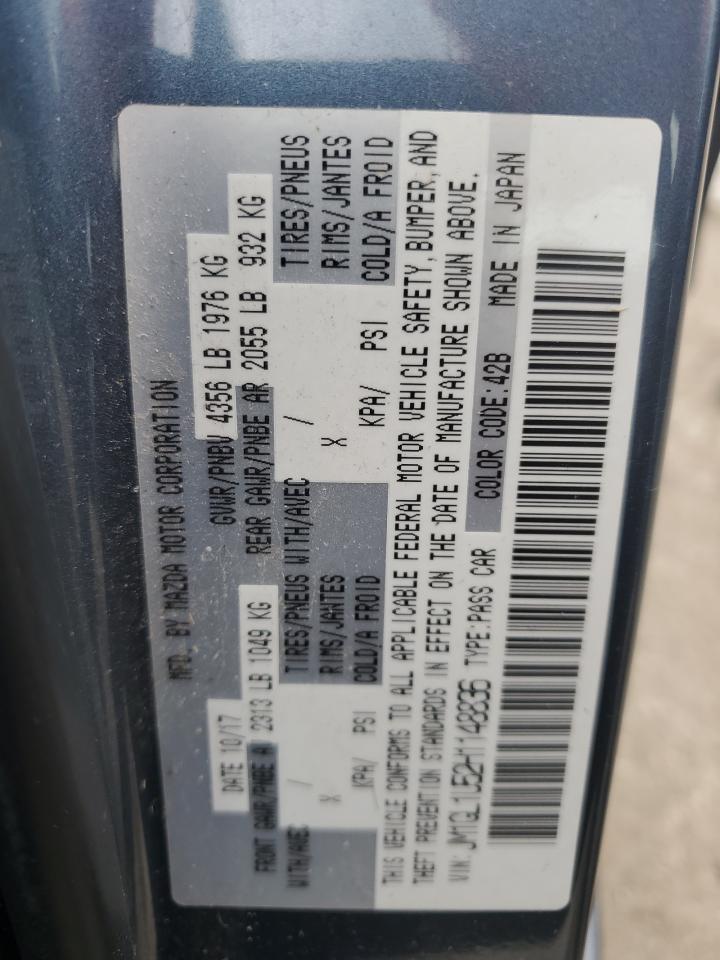 MFD. BY MAZDA MOTOR CORPORATION
DATE 10/17 GVWR/PNBV 4356 LB 1976 KG
FRONT GAWR/PNBE A 2313 LB 1049 KG REAR GAWR/PNBE AR 2055 LB 932 KG
WITH/AVEC / TIRES/PNEUS WITH/AVEC / TIRES/PNEUS
X RIMS/JANTES X RIMS/JANTES
KPA/ PSI COLD/A FROID KPA/ PSI COLD/A FROID
THIS VEHICLE CONFORMS TO ALL APPLICABLE FEDERAL MOTOR VEHICLE SAFETY, BUMPER, AND
THEFT PREVENTION STANDARDS IN EFFECT ON THE DATE OF MANUFACTURE SHOWN ABOVE.
VIN: TYPE:PASS CAR COLOR CODE:42B MADE IN JAPAN